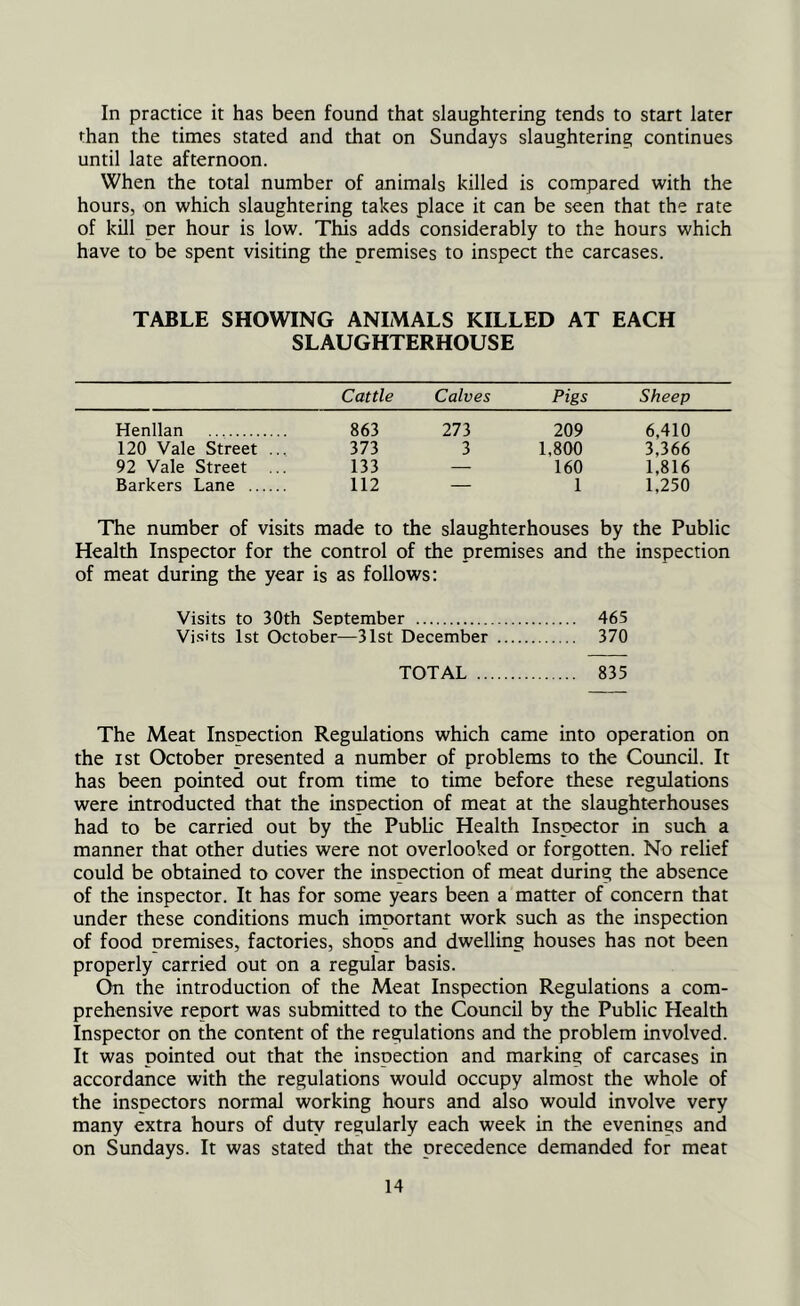 In practice it has been found that slaughtering tends to start later
than the times stated and that on Sundays slaughtering continues
until late afternoon.
When the total number of animals killed is compared with the
hours, on which slaughtering takes place it can be seen that the rate
of kill per hour is low. This adds considerably to the hours which
have to be spent visiting the premises to inspect the carcases.
TABLE SHOWING ANIMALS KILLED AT EACH
SLAUGHTERHOUSE
Cattle Calves Pigs Sheep
Henllan ............ 863 273 209 6,410
120 Vale Street ... 373 3 1,800 3,366
92 Vale Street ... 133 — 160 1,816
Barkers Lane ...... 112 — 1 1,250
The number of visits made to the slaughterhouses by the Public
Health Inspector for the control of the premises and the inspection
of meat during the year is as follows:
Visits to 30th September ........................ 465
Visits 1st October—31st December ............ 370
TOTAL ............... 835
The Meat Inspection Regulations which came into operation on
the 1st October presented a number of problems to the Council. It
has been pointed out from time to time before these regulations
were introducted that the inspection of meat at the slaughterhouses
had to be carried out by the Public Health Inspector in such a
manner that other duties were not overlooked or forgotten. No relief
could be obtained to cover the inspection of meat during the absence
of the inspector. It has for some years been a matter of concern that
under these conditions much important work such as the inspection
of food premises, factories, shops and dwelling houses has not been
properly carried out on a regular basis.
On the introduction of the Meat Inspection Regulations a com-
prehensive report was submitted to the Council by the Public Health
Inspector on the content of the regulations and the problem involved.
It was pointed out that the inspection and marking of carcases in
accordance with the regulations would occupy almost the whole of
the inspectors normal working hours and also would involve very
many extra hours of duty regularly each week in the evenings and
on Sundays. It was stated that the precedence demanded for meat
14